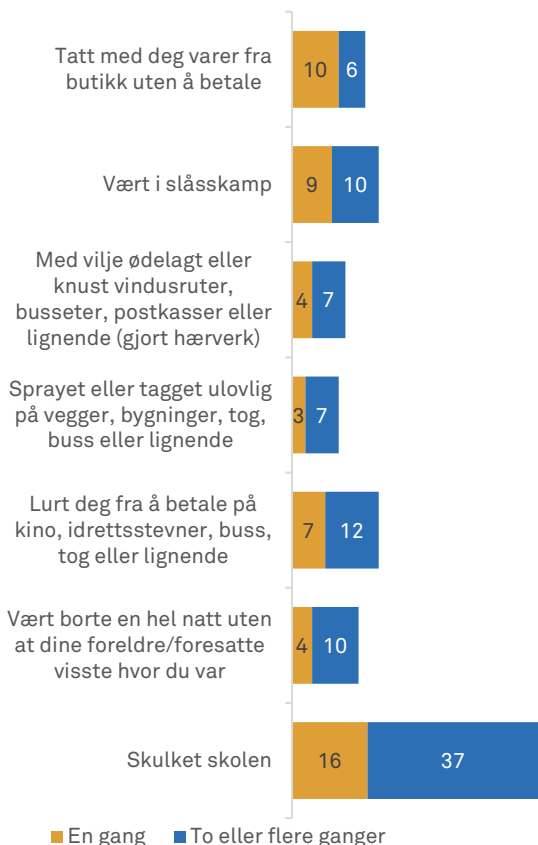 Tatt med deg varer fra
butikk uten å betale
10 6
Vært i slåsskamp
9 10
Med vilje ødelagt eller
knust vindusruter,
busseter, postkasser eller
lignende (gjort hærverk)
4 7
Sprayet eller tagget ulovlig
på vegger, bygninger, tog,
buss eller lignende
3 7
Lurt deg fra å betale på
kino, idrettsstevner, buss,
tog eller lignende
7 12
Vært borte en hel natt uten
at dine foreldre/foresatte
visste hvor du var
4 10
Skulket skolen
16 37
En gang To eller flere ganger